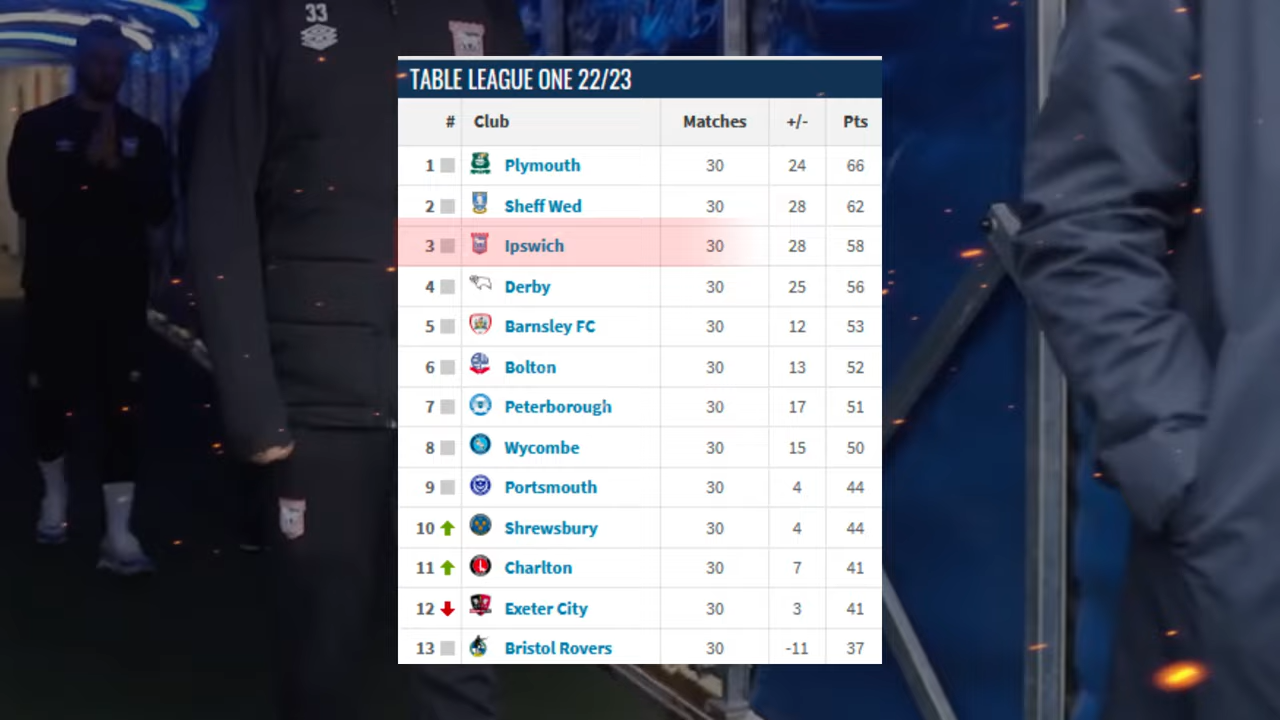 33
TABLE LEAGUE ONE 22/23
# Club Matches +/- Pts
1 Plymouth 30 24 66
2 Sheff Wed 30 28 62
3 Ipswich 30 28 58
4 Derby 30 25 56
5 Barnsley FC 30 12 53
6 Bolton 30 13 52
7 Peterborough 30 17 51
8 Wycombe 30 15 50
9 Portsmouth 30 4 44
10 Shrewsbury 30 4 44
11 Charlton 30 7 41
12 Exeter City 30 3 41
13 Bristol Rovers 30 -11 37